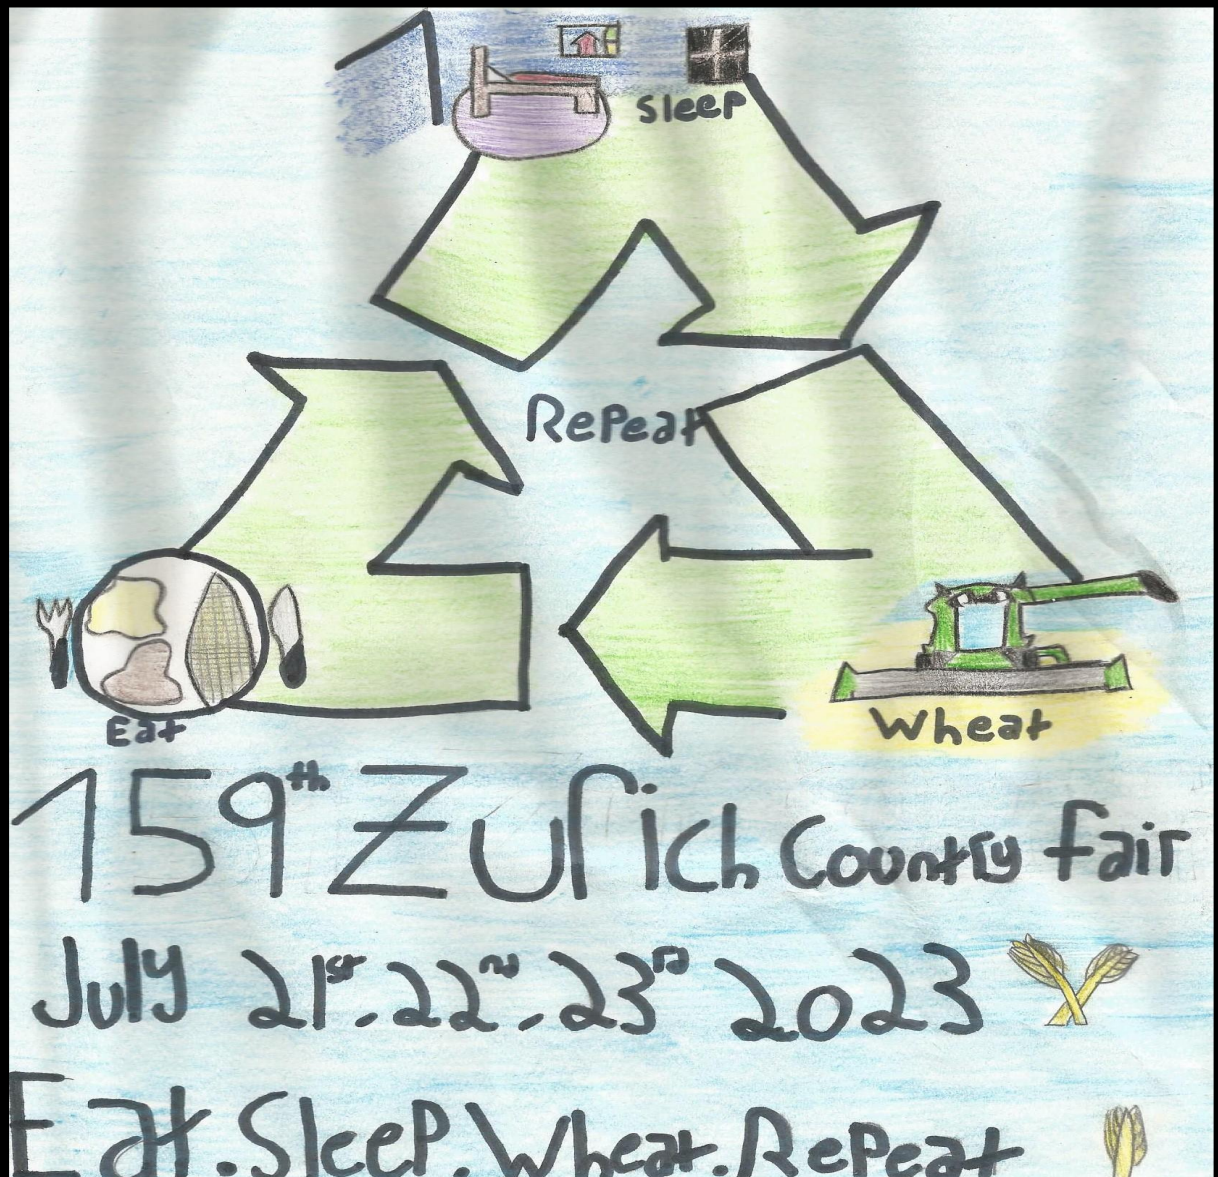 Sleep
Repeat
Eat
Wheat
159th Zurich Country fair
July 21st. 22nd. 23rd 2023
Eat. Sleep. Wheat. Repeat